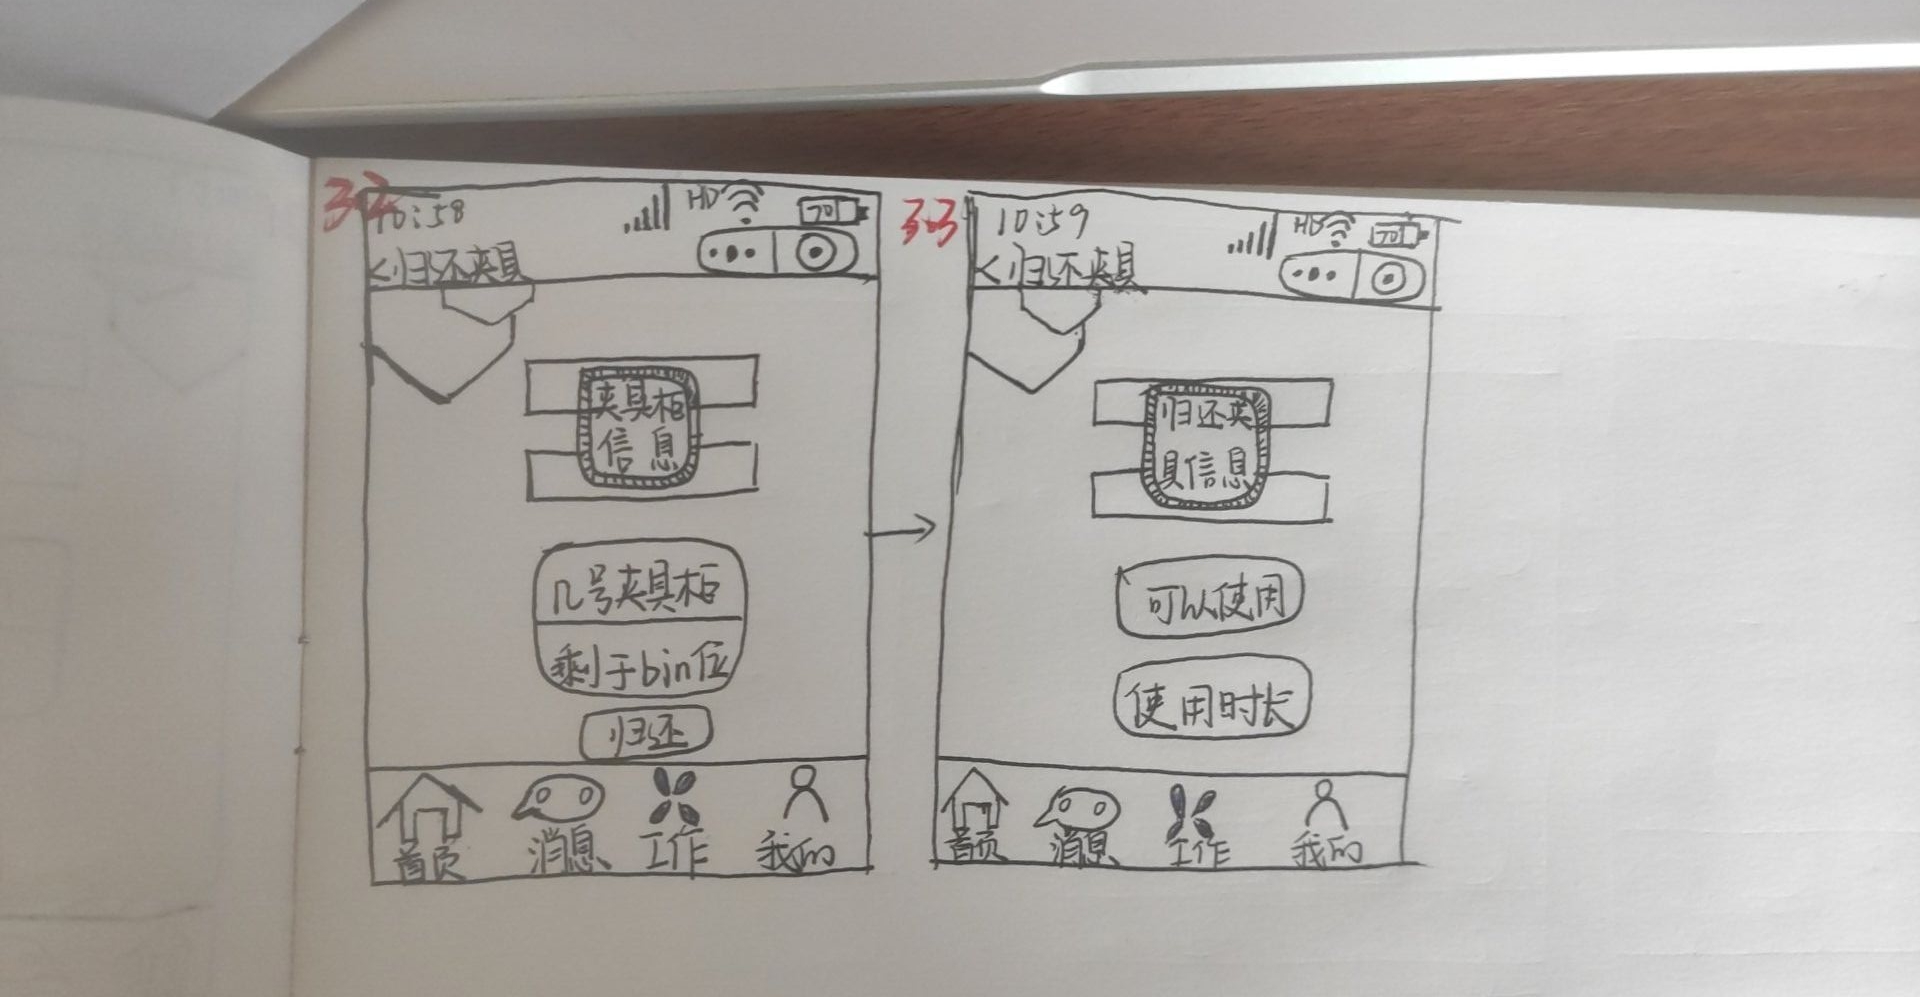 3.2
10:58
HD
70
<归还夹具
夹具柜
信息
几号夹具柜
剩于bin位
归还
首页
消息
工作
我的
3.3
10:59
HD
70
<归还夹具
归还夹
具信息
可以使用
使用时长
首页
消息
工作
我的